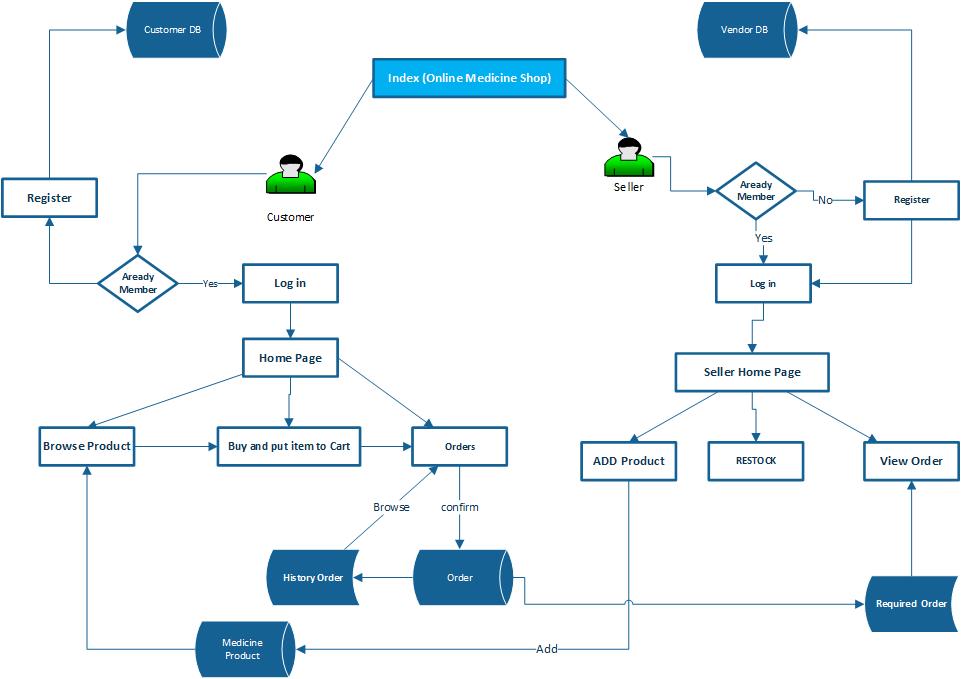 Customer DB
Vendor DB
Index (Online Medicine Shop)
Customer
Seller
Register
Aready
Member
No
Register
Yes
Aready
Member
Yes
Log in
Log in
Home Page
Seller Home Page
Browse Product
Buy and put item to Cart
Orders
ADD Product
RESTOCK
View Order
Browse
confirm
History Order
Order
Required Order
Medicine
Product
Add